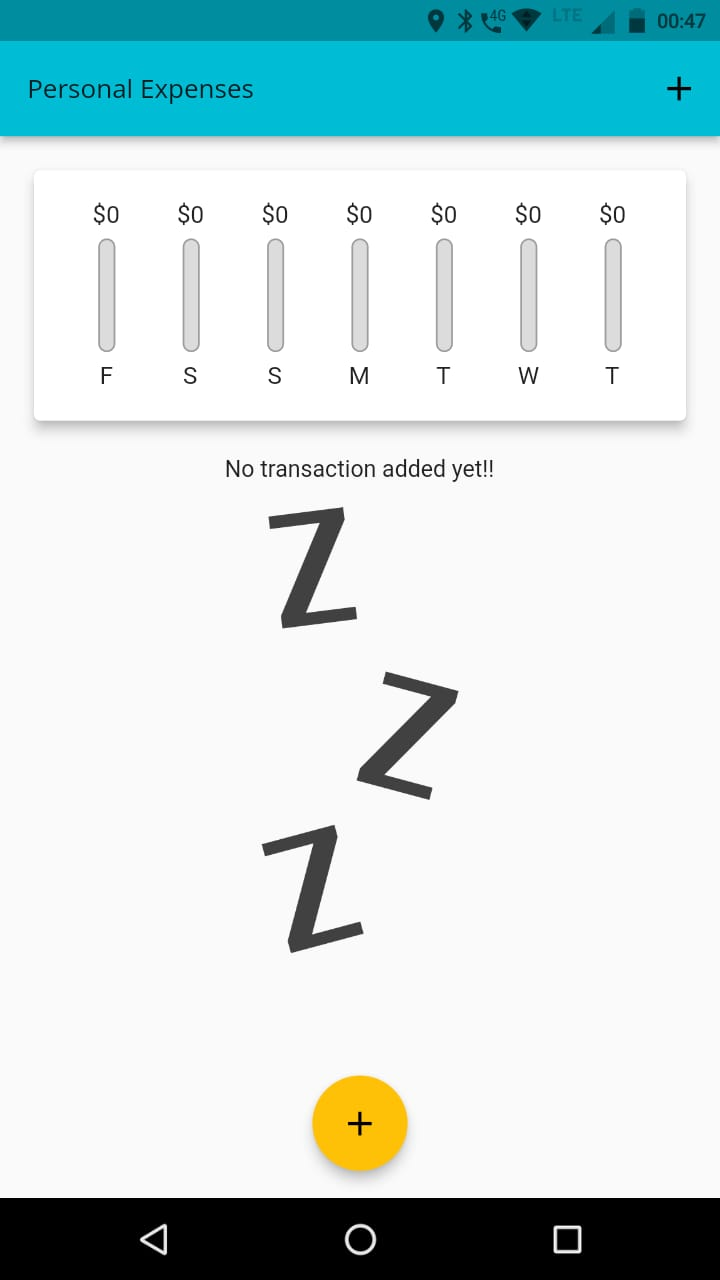 4G LTE 00:47
Personal Expenses
$0 $0 $0 $0 $0 $0 $0
F S S M T W T
No transaction added yet!!
Z
Z
Z